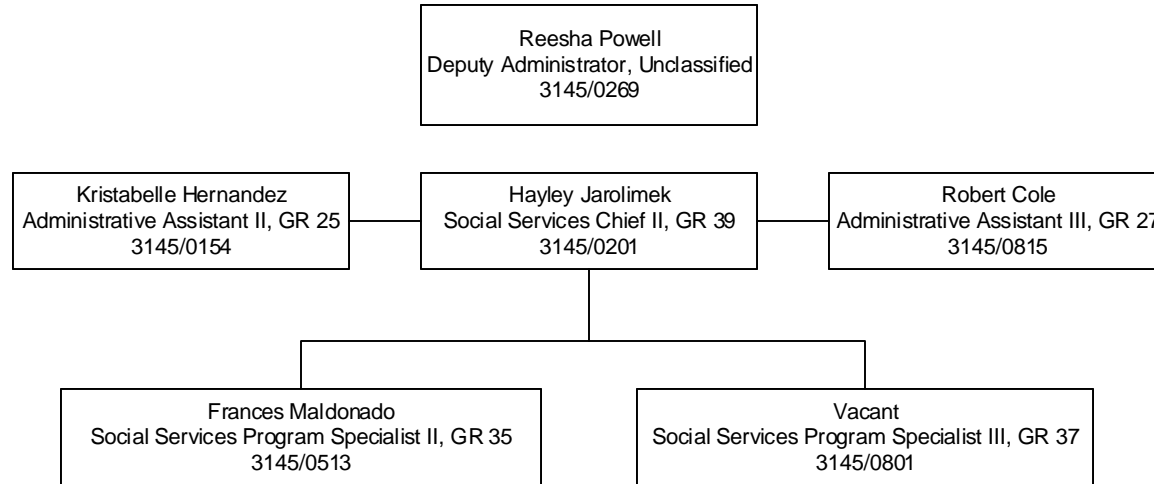 Reesha Powell
Deputy Administrator, Unclassified
3145/0269
Kristabelle Hernandez
Administrative Assistant II, GR 25
3145/0154
Hayley Jarolimek
Social Services Chief II, GR 39
3145/0201
Robert Cole
Administrative Assistant III, GR 27
3145/0815
Frances Maldonado
Social Services Program Specialist II, GR 35
3145/0513
Vacant
Social Services Program Specialist III, GR 37
3145/0801